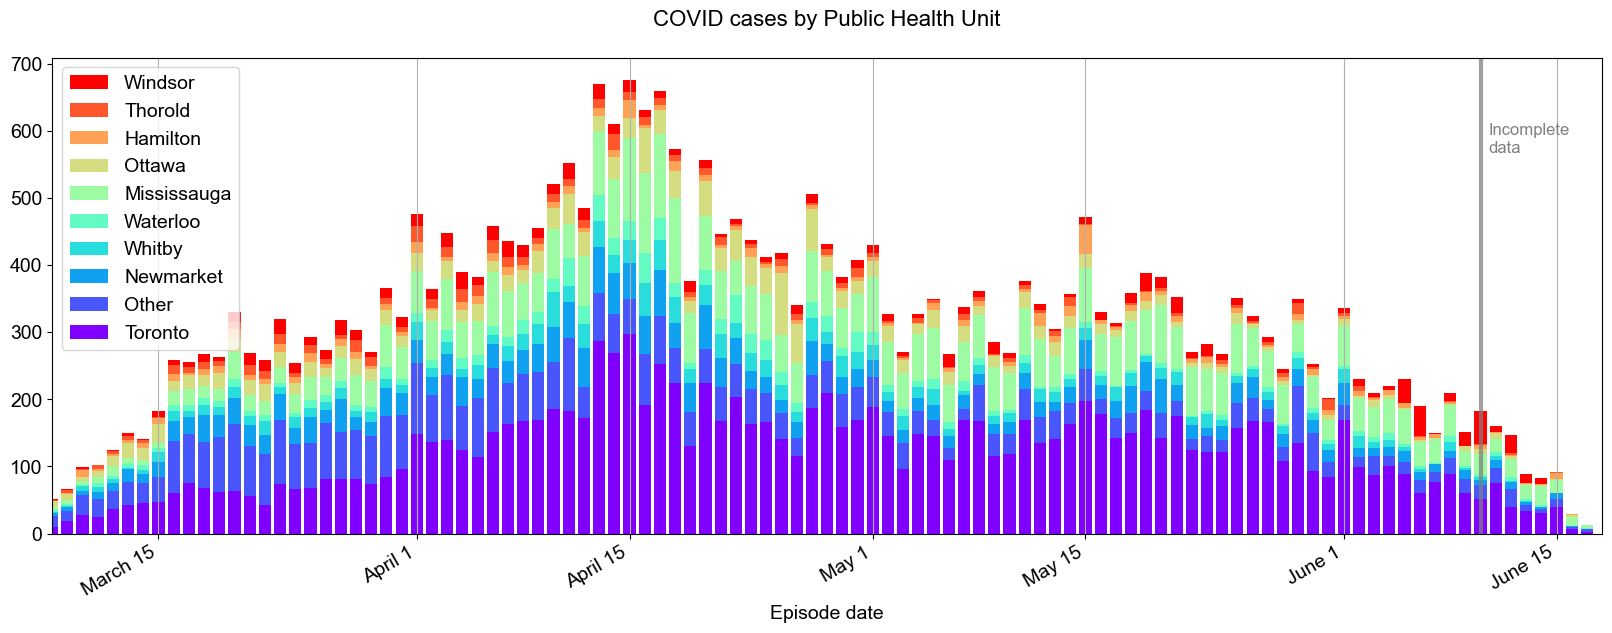 COVID cases by Public Health Unit
700
600
500
400
300
200
100
0
Windsor
Thorold
Hamilton
Ottawa
Mississauga
Waterloo
Whitby
Newmarket
Other
Toronto
Incomplete
data
March 15
April 1
April 15
May 1
May 15
June 1
June 15
Episode date